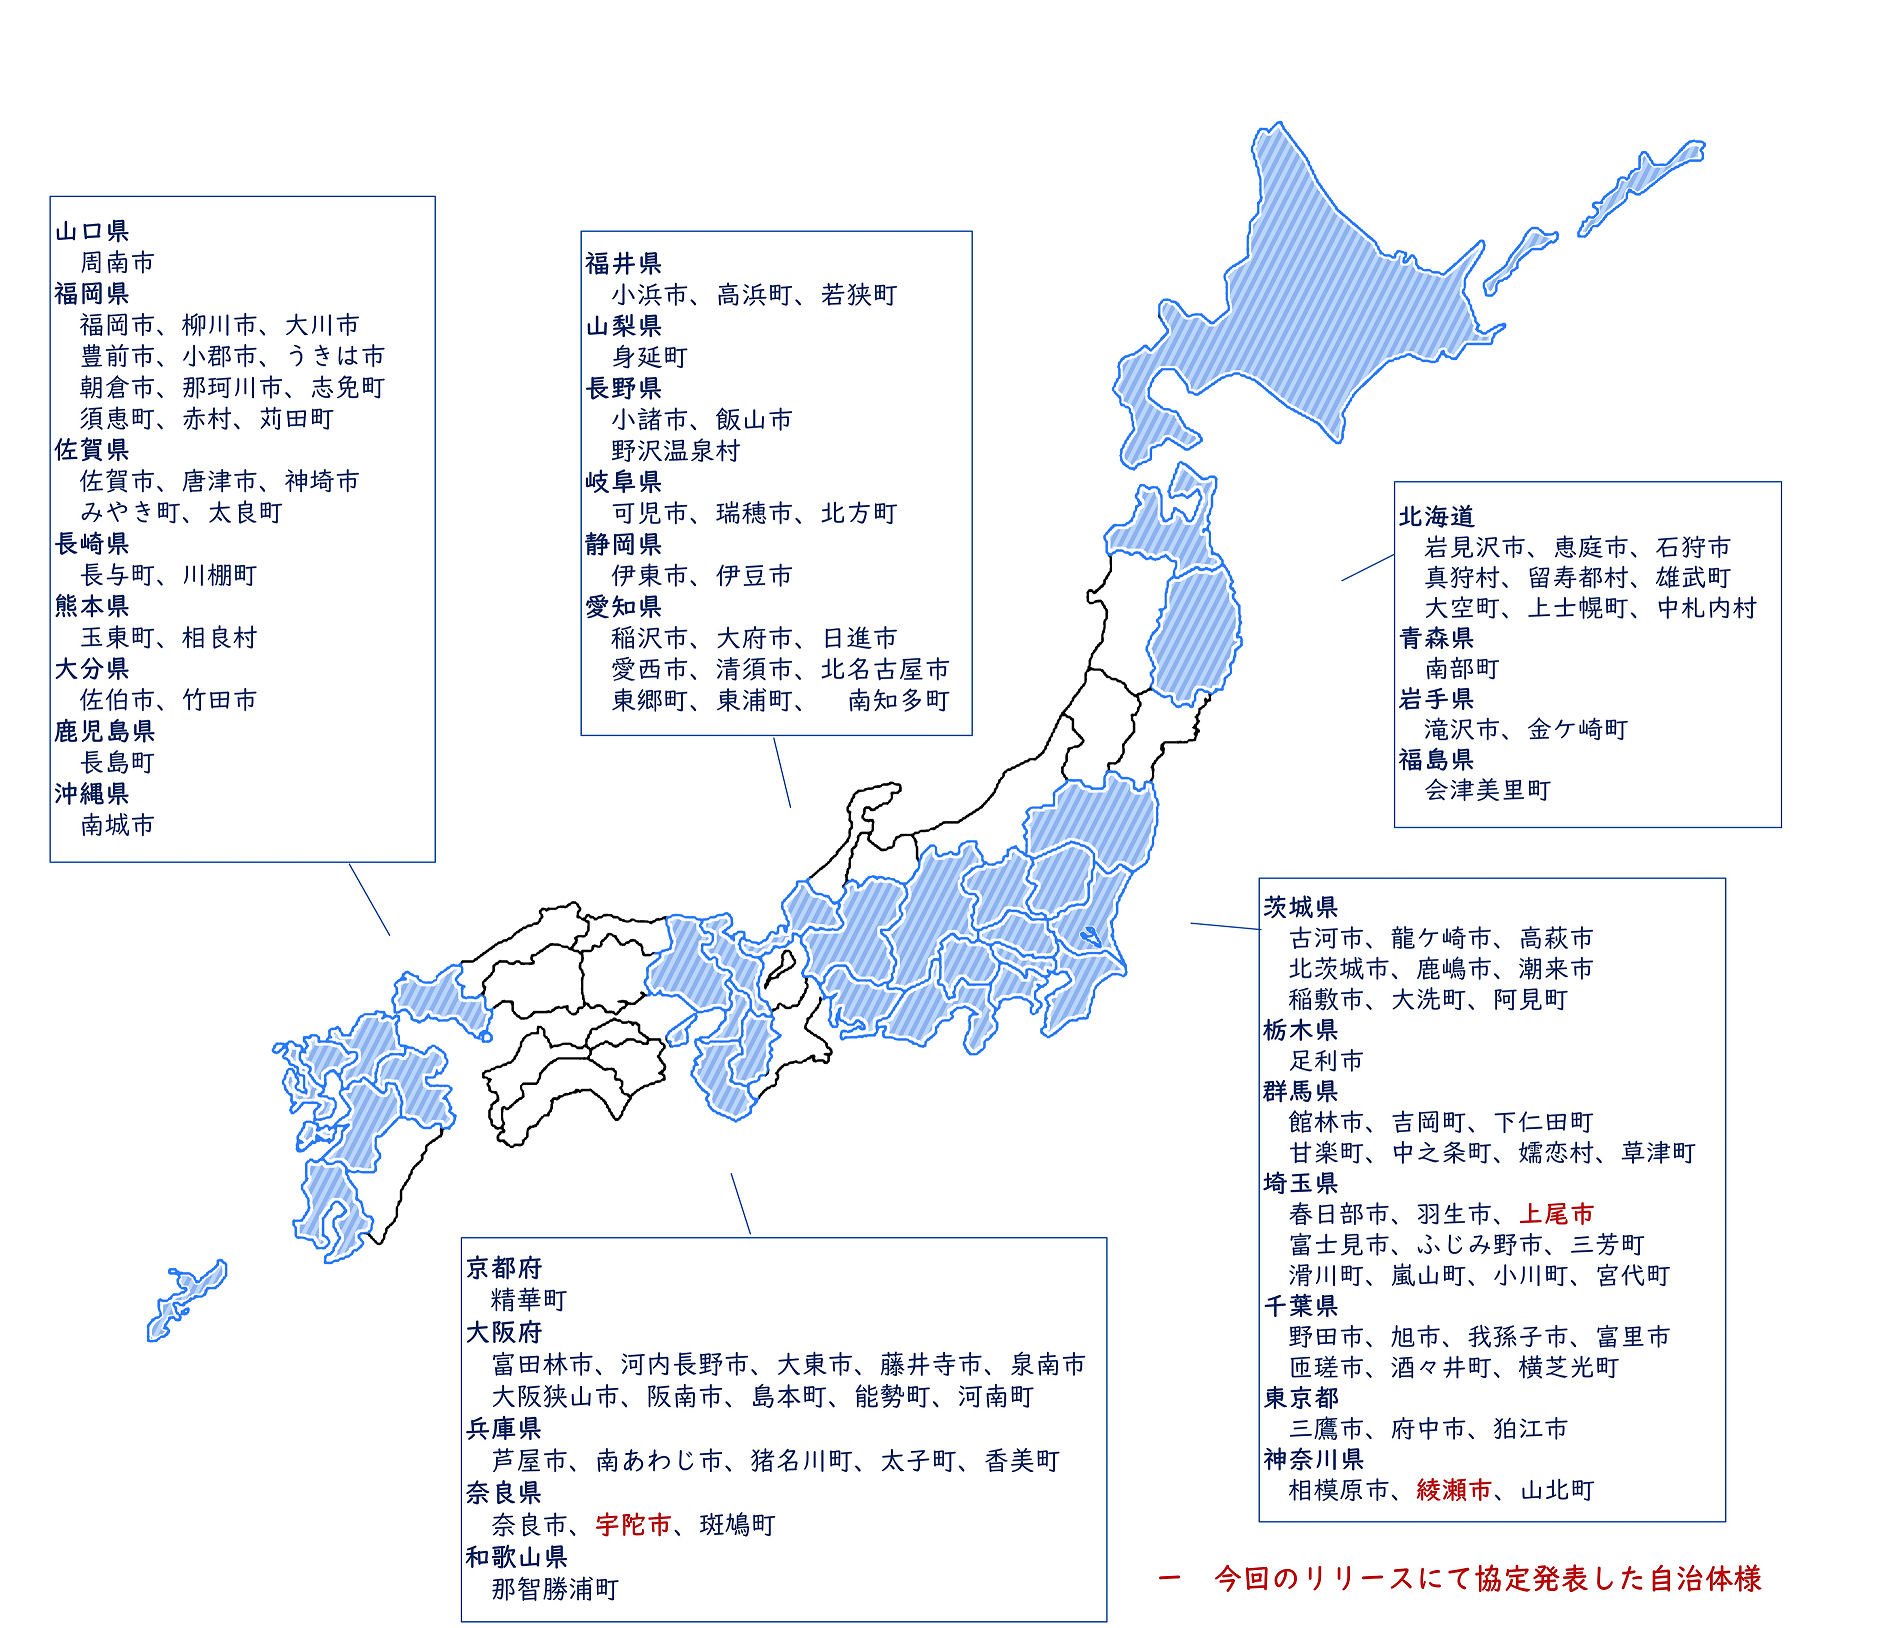 山口県
周南市
福岡県
福岡市、柳川市、大川市
豊前市、小郡市、うきは市
朝倉市、那珂川市、志免町
須恵町、赤村、苅田町
佐賀県
佐賀市、唐津市、神埼市
みやき町、太良町
長崎県
長与町、川棚町
熊本県
玉東町、相良村
大分県
佐伯市、竹田市
鹿児島県
長島町
沖縄県
南城市
福井県
小浜市、高浜町、若狭町
山梨県
身延町
長野県
小諸市、飯山市
野沢温泉村
岐阜県
可児市、瑞穂市、北方町
静岡県
伊東市、伊豆市
愛知県
稲沢市、大府市、日進市
愛西市、清須市、北名古屋市
東郷町、東浦町、　南知多町
北海道
岩見沢市、恵庭市、石狩市
真狩村、留寿都村、雄武町
大空町、上士幌町、中札内村
青森県
南部町
岩手県
滝沢市、金ケ崎町
福島県
会津美里町
茨城県
古河市、龍ケ崎市、高萩市
北茨城市、鹿嶋市、潮来市
稲敷市、大洗町、阿見町
栃木県
足利市
群馬県
館林市、吉岡町、下仁田町
甘楽町、中之条町、嬬恋村、草津町
埼玉県
春日部市、羽生市、上尾市
富士見市、ふじみ野市、三芳町
滑川町、嵐山町、小川町、宮代町
千葉県
野田市、旭市、我孫子市、富里市
匝瑳市、酒々井町、横芝光町
東京都
三鷹市、府中市、狛江市
神奈川県
相模原市、綾瀬市、山北町
京都府
精華町
大阪府
富田林市、河内長野市、大東市、藤井寺市、泉南市
大阪狭山市、阪南市、島本町、能勢町、河南町
兵庫県
芦屋市、南あわじ市、猪名川町、太子町、香美町
奈良県
奈良市、宇陀市、斑鳩町
和歌山県
那智勝浦町
ー　今回のリリースにて協定発表した自治体様